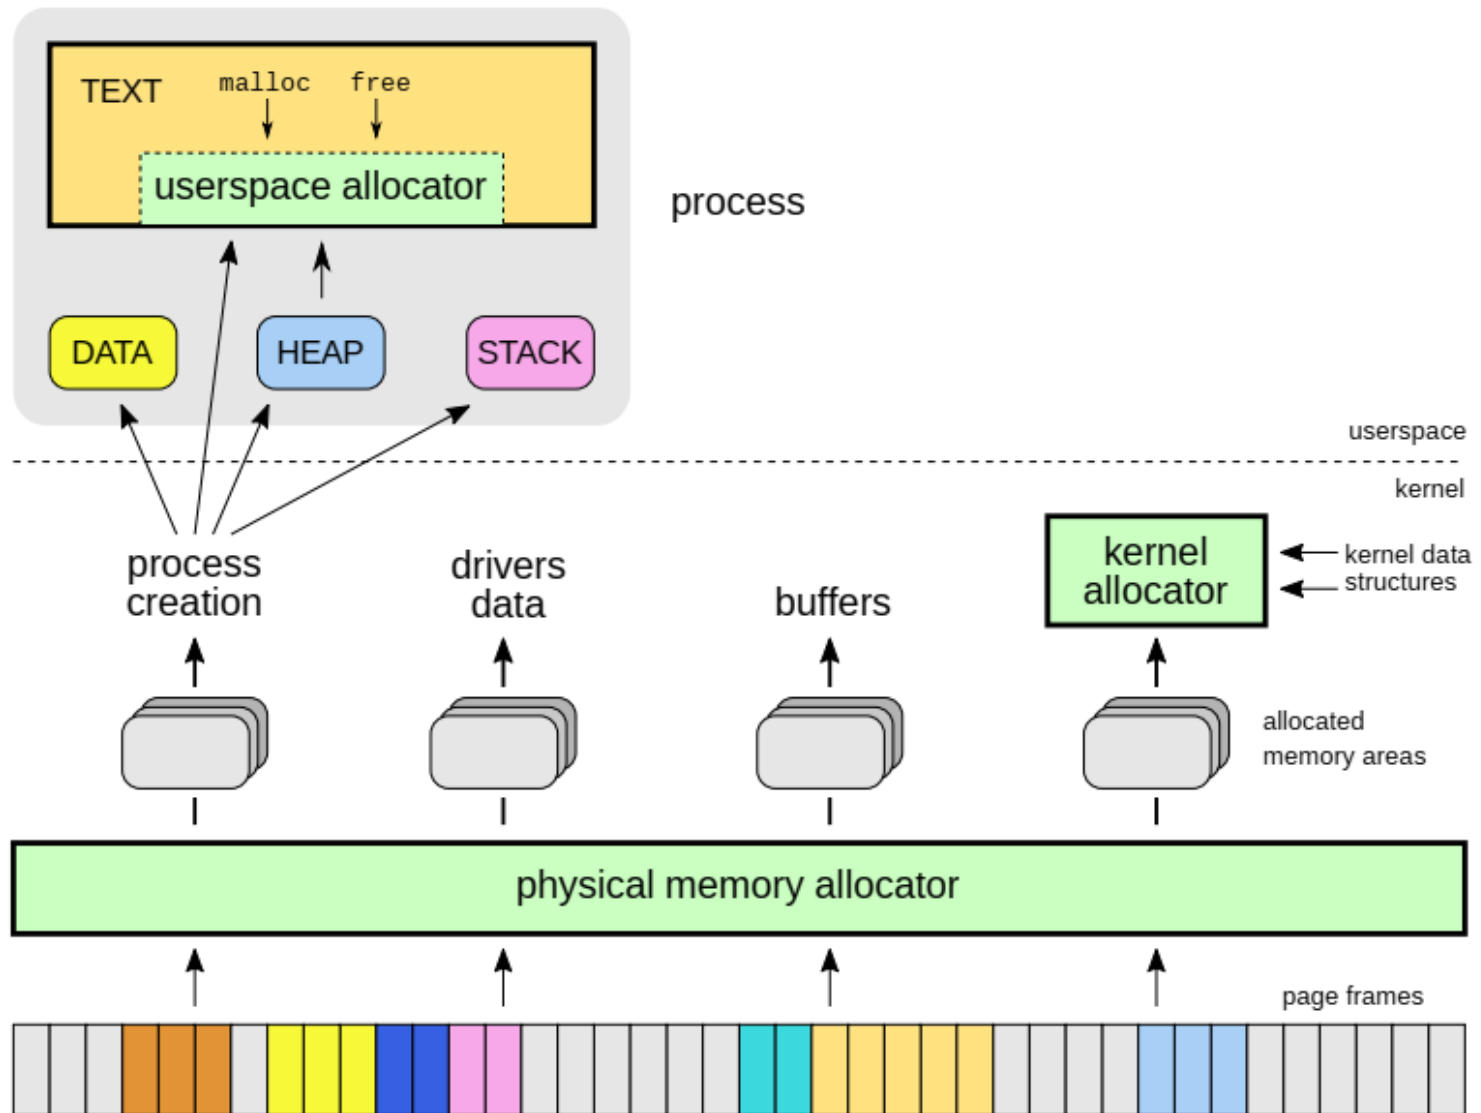 TEXT
malloc
free
userspace allocator
process
DATA
HEAP
STACK
userspace
kernel
process
creation
drivers
data
buffers
kernel
allocator
kernel data
structures
allocated
memory areas
physical memory allocator
page frames